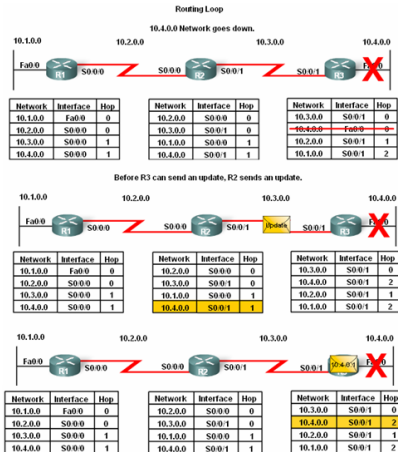 Routing Loop
10.4.0.0 Network goes down.
10.1.0.0 10.2.0.0 10.3.0.0 10.4.0.0
Fa0/0 R1 S0/0/0 S0/0/0 R2 S0/0/1 S0/0/1 R3
Network Interface Hop
10.1.0.0 Fa0/0 0
10.2.0.0 S0/0/0 0
10.3.0.0 S0/0/0 1
10.4.0.0 S0/0/0 1
Network Interface Hop
10.2.0.0 S0/0/0 0
10.3.0.0 S0/0/1 0
10.1.0.0 S0/0/0 1
10.4.0.0 S0/0/1 1
Network Interface Hop
10.3.0.0 S0/0/1 0
10.4.0.0 Fa0/0 0
10.2.0.0 S0/0/1 1
10.1.0.0 S0/0/1 2
Before R3 can send an update, R2 sends an update.
10.1.0.0 10.2.0.0 10.3.0.0 10.4.0.0
Fa0/0 R1 S0/0/0 S0/0/0 R2 S0/0/1 Update S0/0/1 R3
Network Interface Hop
10.1.0.0 Fa0/0 0
10.2.0.0 S0/0/0 0
10.3.0.0 S0/0/0 1
10.4.0.0 S0/0/0 1
Network Interface Hop
10.2.0.0 S0/0/0 0
10.3.0.0 S0/0/1 0
10.1.0.0 S0/0/0 1
10.4.0.0 S0/0/1 1
Network Interface Hop
10.3.0.0 S0/0/1 0
10.4.0.0 S0/0/1 2
10.2.0.0 S0/0/1 1
10.1.0.0 S0/0/1 2
10.1.0.0 10.2.0.0 10.3.0.0 10.4.0.0
Fa0/0 R1 S0/0/0 S0/0/0 R2 S0/0/1 S0/0/1
Network Interface Hop
10.1.0.0 Fa0/0 0
10.2.0.0 S0/0/0 0
10.3.0.0 S0/0/0 1
10.4.0.0 S0/0/0 1
Network Interface Hop
10.2.0.0 S0/0/0 0
10.3.0.0 S0/0/1 0
10.1.0.0 S0/0/0 1
10.4.0.0 S0/0/1 1
Network Interface Hop
10.3.0.0 S0/0/1 0
10.4.0.0 S0/0/1 2
10.2.0.0 S0/0/1 1
10.1.0.0 S0/0/1 2